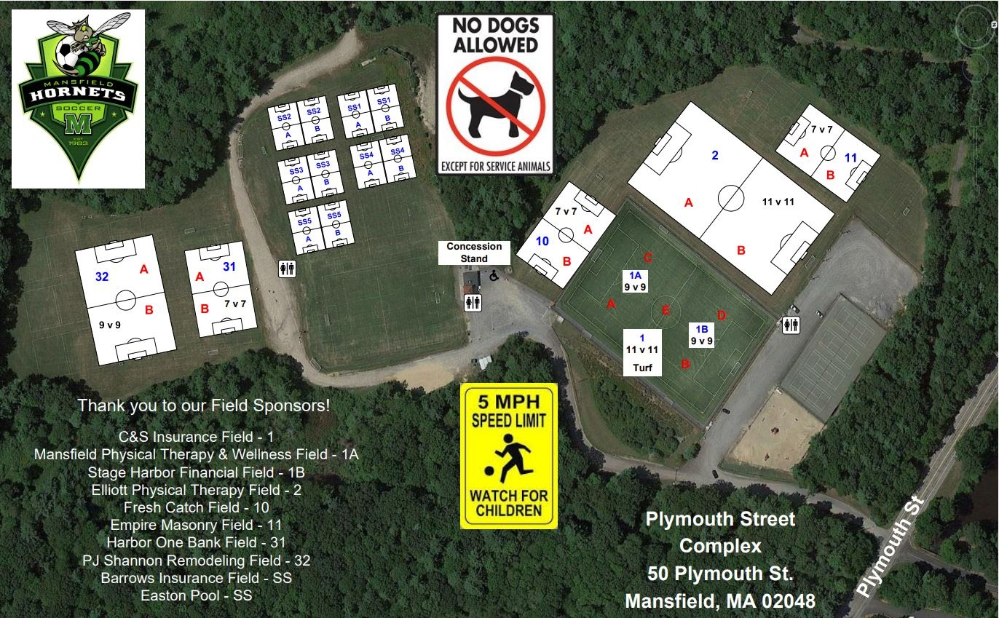 MANSFIELD
HORNETS
SOCCER
M
EST
1983
NO DOGS
ALLOWED
EXCEPT FOR SERVICE ANIMALS
SS2
SS2
A
B
SS1
SS1
A
B
SS3
SS3
A
B
SS4
SS4
A
B
SS5
SS5
A
B
32
A
B
9 v 9
31
A
B
7 v 7
Concession
Stand
7 v 7
10
A
B
2
A
11 v 11
B
7 v 7
A
11
B
C
1A
9 v 9
A
E
D
1B
9 v 9
1
11 v 11
Turf
B
5 MPH
SPEED LIMIT
WATCH FOR
CHILDREN
Thank you to our Field Sponsors!
C&S Insurance Field - 1
Mansfield Physical Therapy & Wellness Field - 1A
Stage Harbor Financial Field - 1B
Elliott Physical Therapy Field - 2
Fresh Catch Field - 10
Empire Masonry Field - 11
Harbor One Bank Field - 31
PJ Shannon Remodeling Field - 32
Barrows Insurance Field - SS
Easton Pool - SS
Plymouth Street
Complex
50 Plymouth St.
Mansfield, MA 02048
Plymouth St